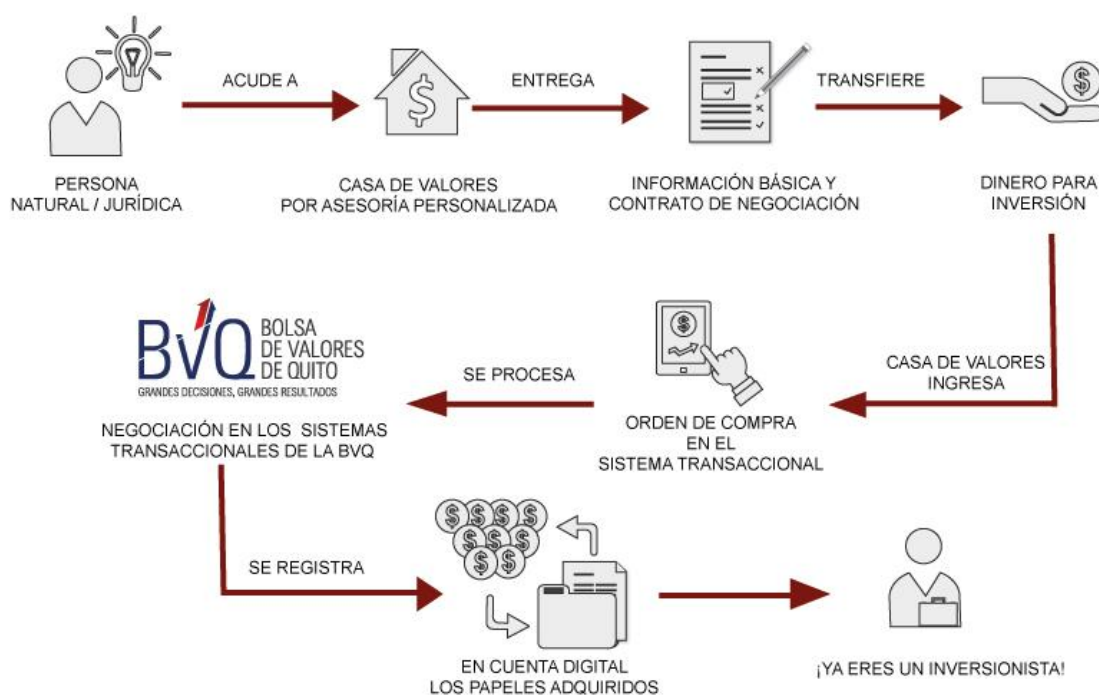 ACUDE A
ENTREGA
TRANSFIERE
PERSONA
NATURAL / JURÍDICA
CASA DE VALORES
POR ASESORÍA PERSONALIZADA
INFORMACIÓN BÁSICA Y
CONTRATO DE NEGOCIACIÓN
DINERO PARA
INVERSIÓN
CASA DE VALORES
INGRESA
ORDEN DE COMPRA
EN EL
SISTEMA TRANSACCIONAL
SE PROCESA
BVQ
BOLSA
DE VALORES
DE QUITO
GRANDES DECISIONES, GRANDES RESULTADOS
NEGOCIACIÓN EN LOS SISTEMAS
TRANSACCIONALES DE LA BVQ
SE REGISTRA
EN CUENTA DIGITAL
LOS PAPELES ADQUIRIDOS
¡YA ERES UN INVERSIONISTA!